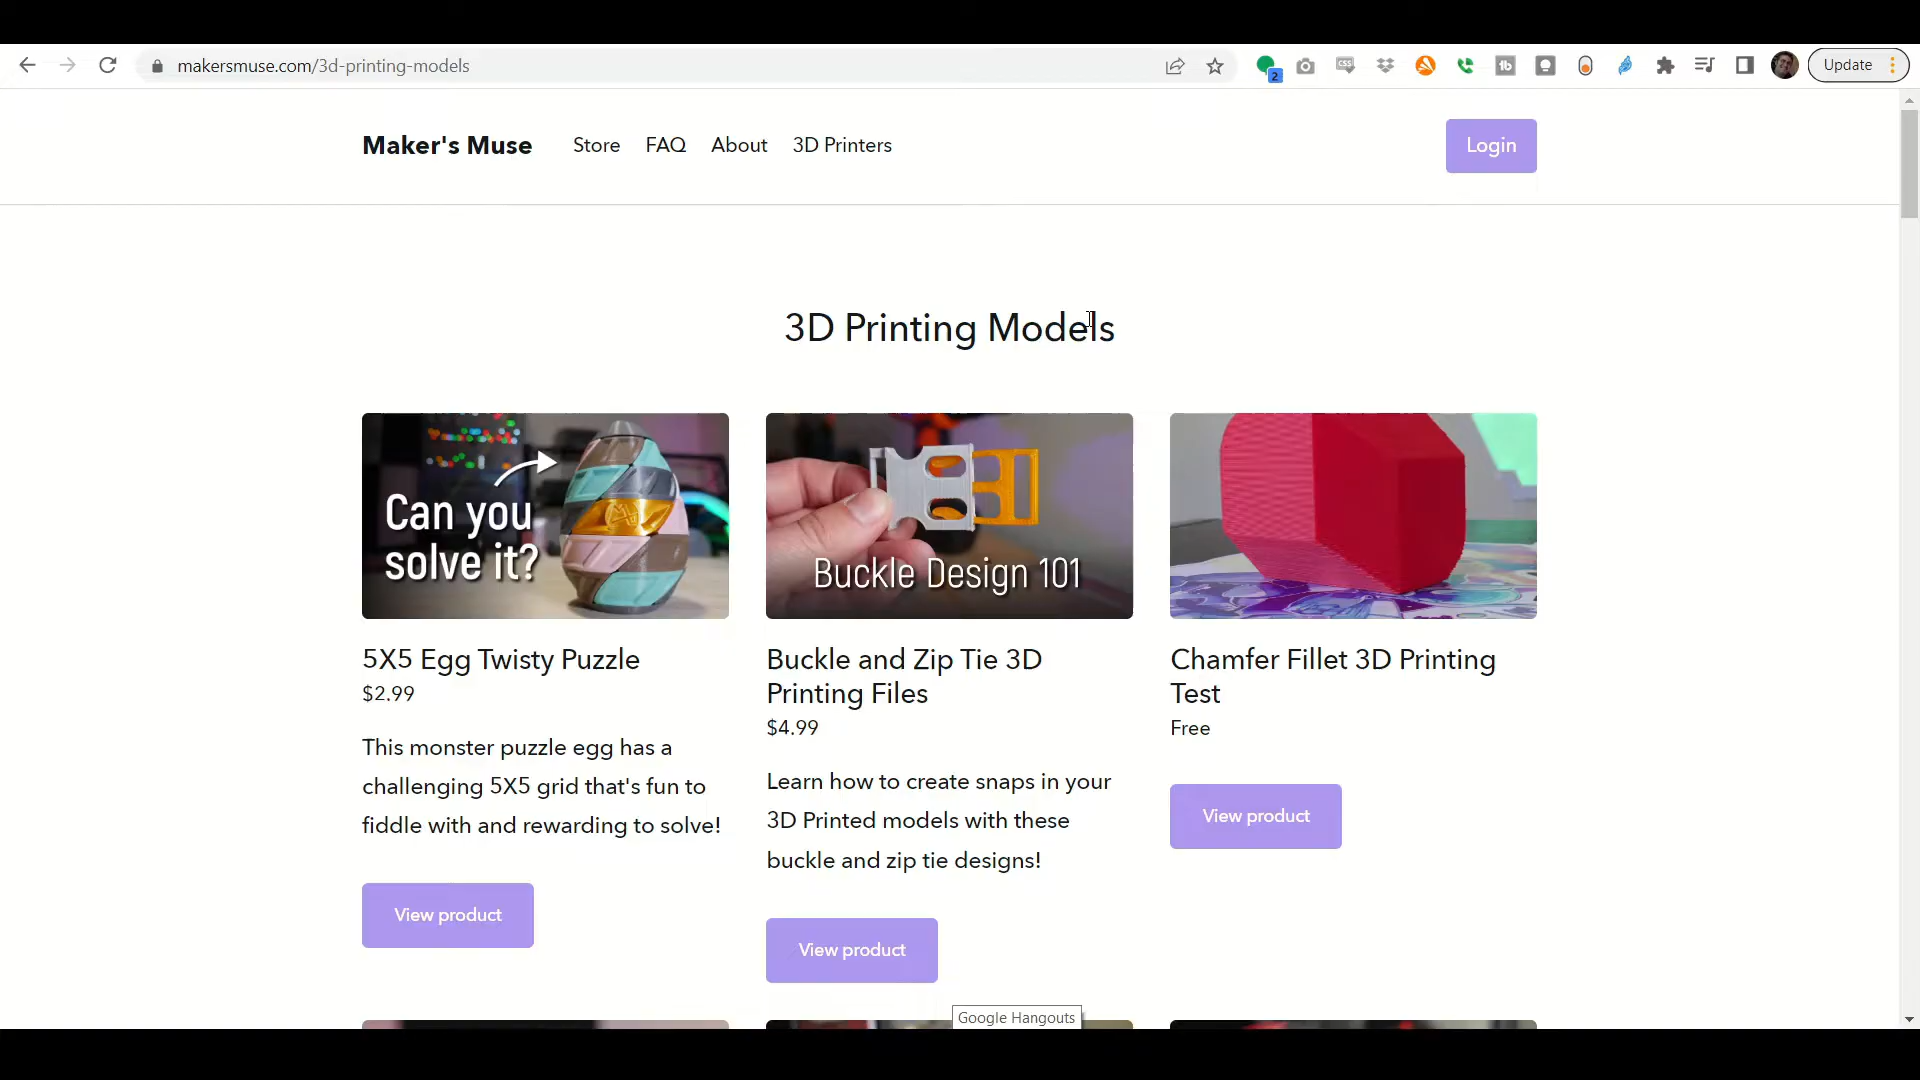 makersmuse.com/3d-printing-models
2
CSS
tb
Update
Maker's Muse
Store
FAQ
About
3D Printers
Login
3D Printing Models
Can you
solve it?
Buckle Design 101
5X5 Egg Twisty Puzzle
$2.99
This monster puzzle egg has a
challenging 5X5 grid that's fun to
fiddle with and rewarding to solve!
View product
Buckle and Zip Tie 3D
Printing Files
$4.99
Learn how to create snaps in your
3D Printed models with these
buckle and zip tie designs!
View product
Chamfer Fillet 3D Printing
Test
Free
View product
Google Hangouts